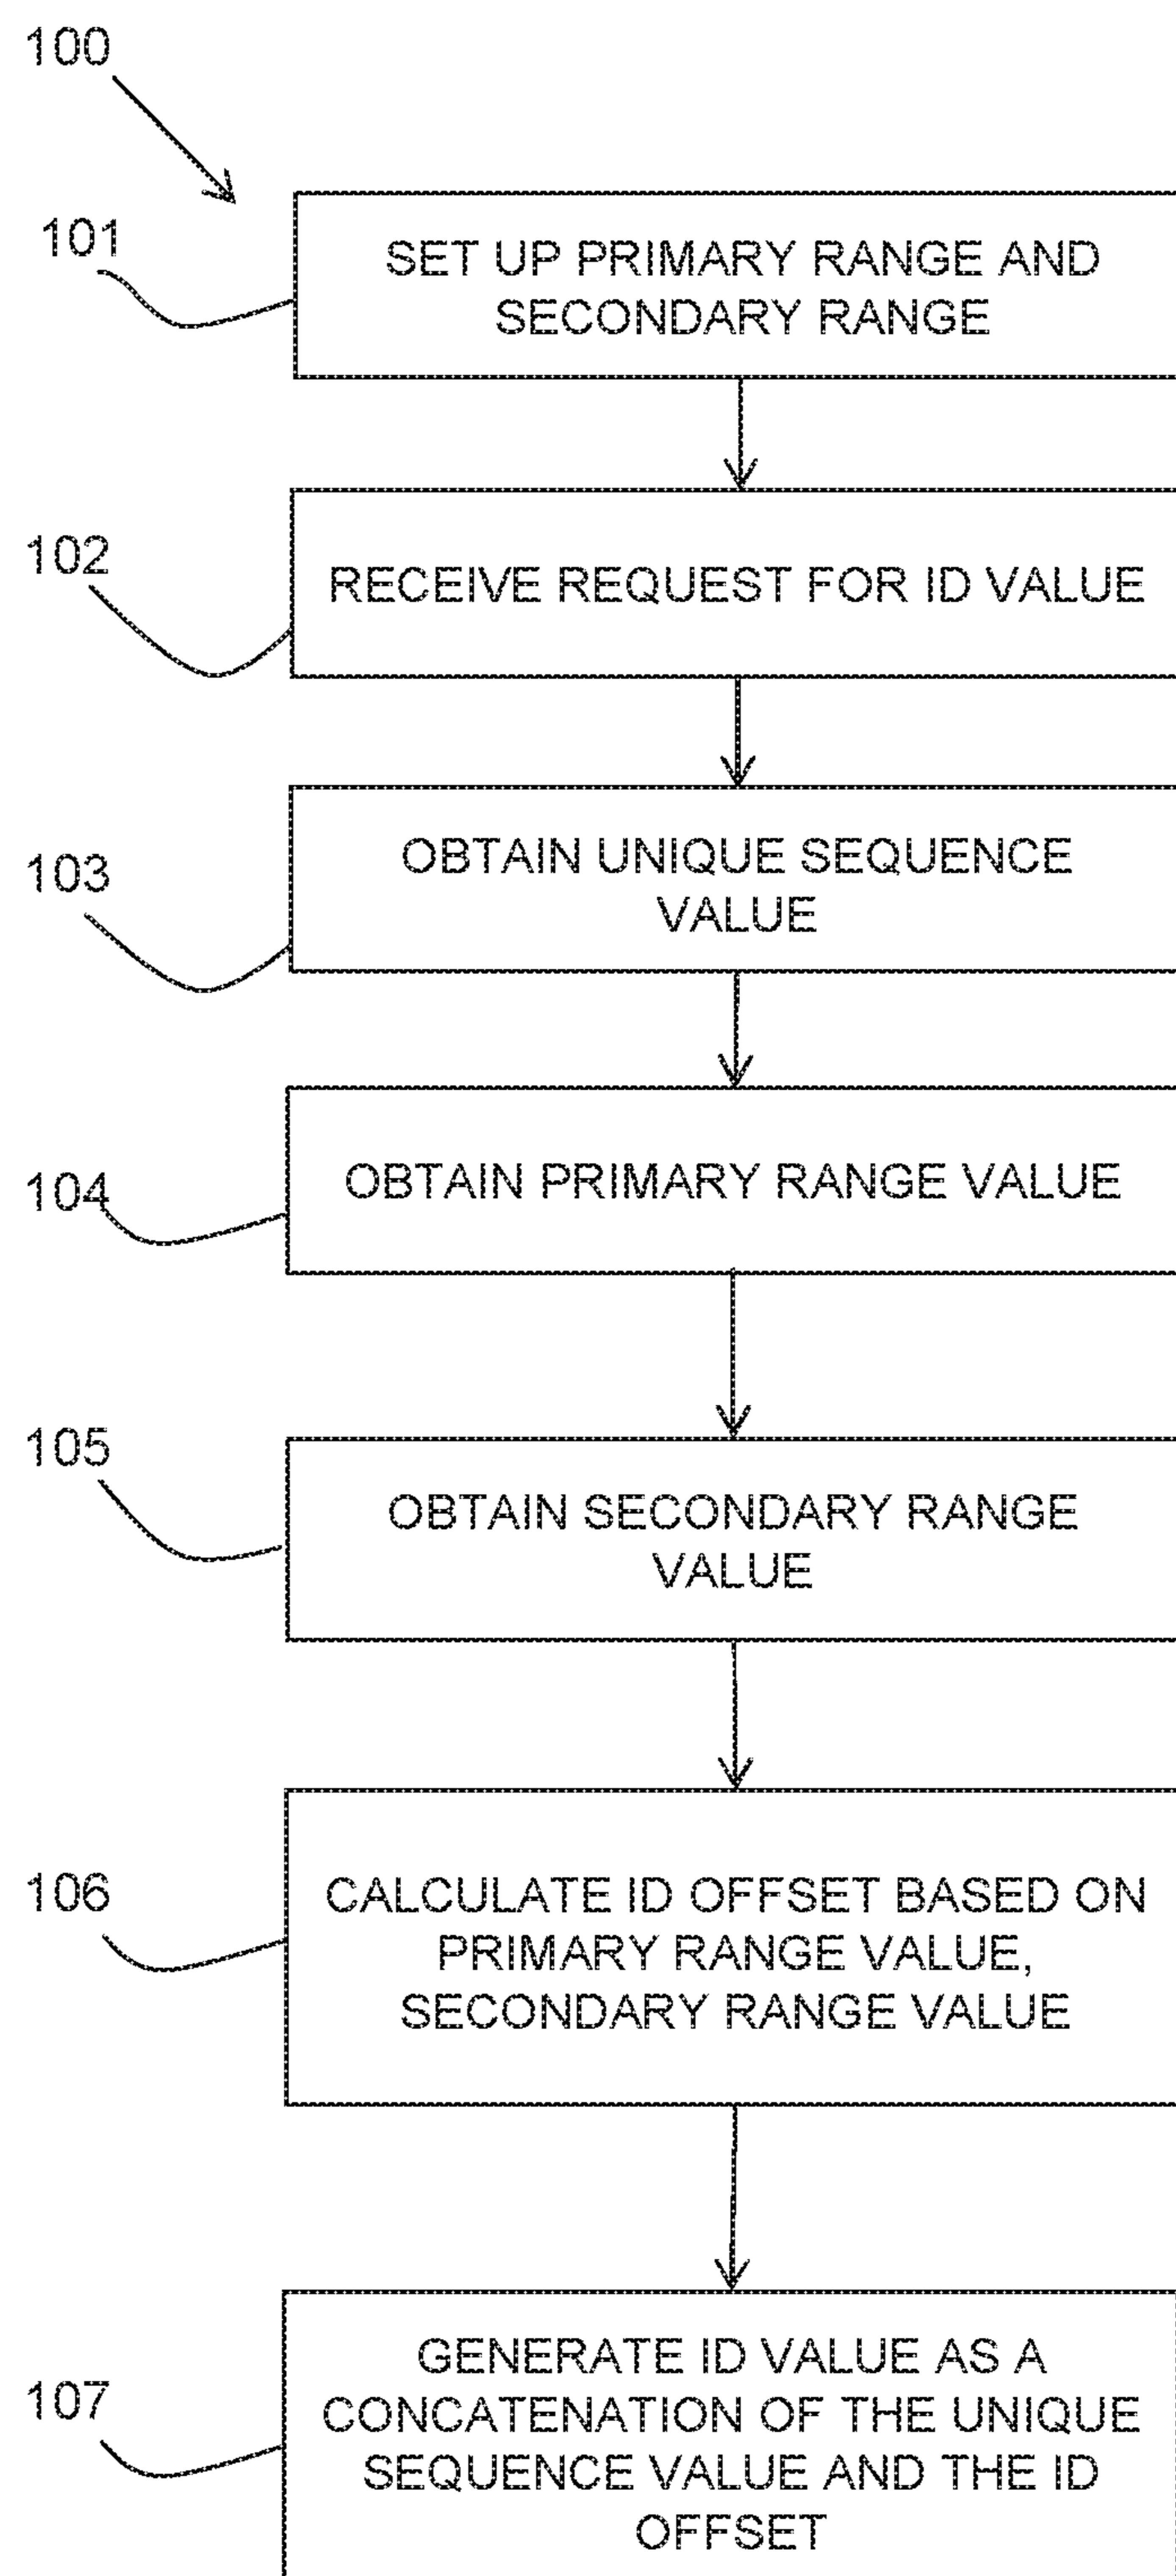 100
101
SET UP PRIMARY RANGE AND
SECONDARY RANGE
102
RECEIVE REQUEST FOR ID VALUE
103
OBTAIN UNIQUE SEQUENCE
VALUE
104
OBTAIN PRIMARY RANGE VALUE
105
OBTAIN SECONDARY RANGE
VALUE
106
CALCULATE ID OFFSET BASED ON
PRIMARY RANGE VALUE,
SECONDARY RANGE VALUE
107
GENERATE ID VALUE AS A
CONCATENATION OF THE UNIQUE
SEQUENCE VALUE AND THE ID
OFFSET